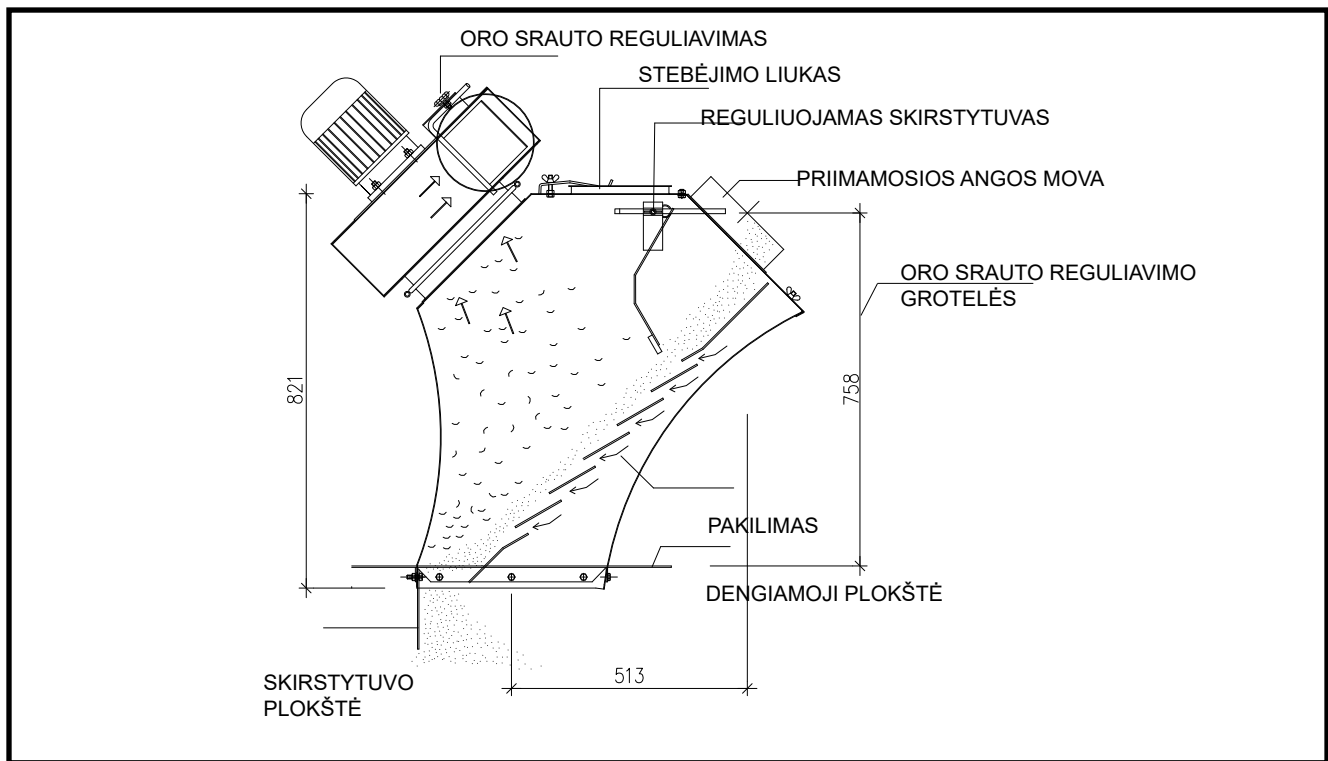 ORO SRAUTO REGULIAVIMAS
STEBĖJIMO LIUKAS
REGULIUOJAMAS SKIRSTYTUVAS
PRIIMAMOSIOS ANGOS MOVA
ORO SRAUTO REGULIAVIMO
GROTELĖS
821
758
PAKILIMAS
DENGIAMOJI PLOKŠTĖ
513
SKIRSTYTUVO
PLOKŠTĖ